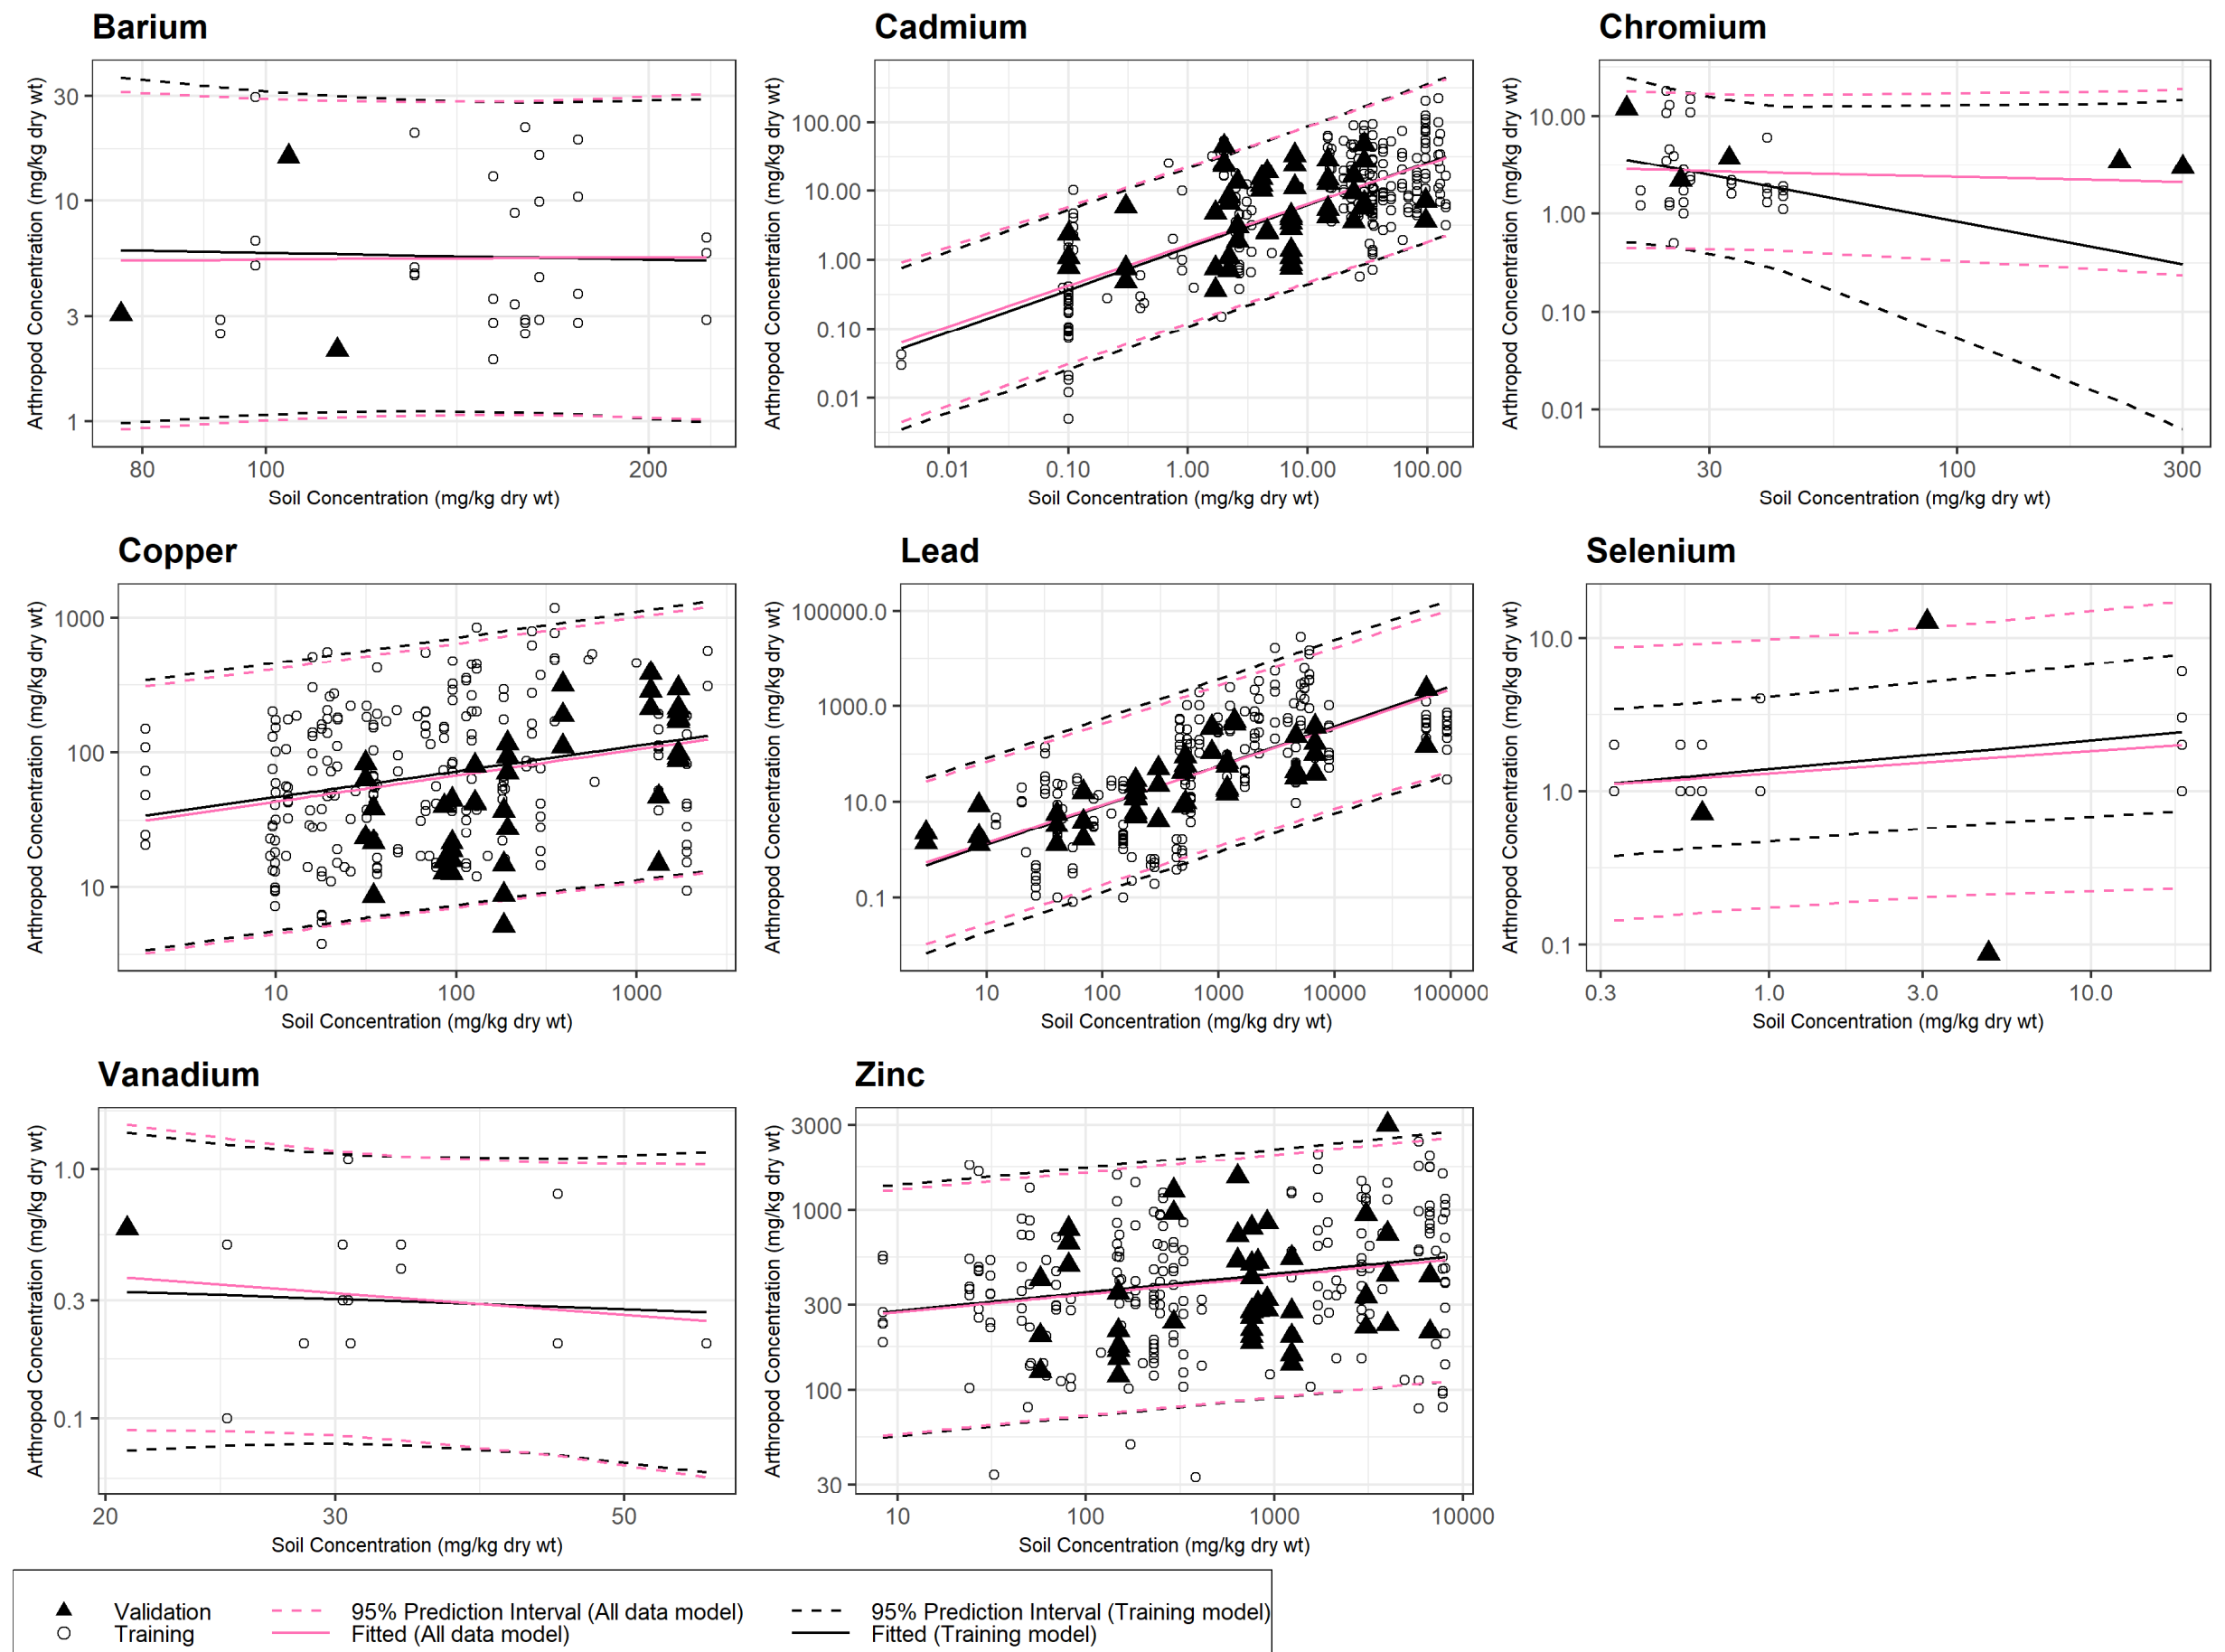 Barium
Arthropod Concentration (mg/kg dry wt)
30
10
3
1
80 100 200
Soil Concentration (mg/kg dry wt)
Cadmium
Arthropod Concentration (mg/kg dry wt)
100.00
10.00
1.00
0.10
0.01
0.01 0.10 1.00 10.00 100.00
Soil Concentration (mg/kg dry wt)
Chromium
Arthropod Concentration (mg/kg dry wt)
10.00
1.00
0.10
0.01
30 100 300
Soil Concentration (mg/kg dry wt)
Copper
Arthropod Concentration (mg/kg dry wt)
1000
100
10
10 100 1000
Soil Concentration (mg/kg dry wt)
Lead
Arthropod Concentration (mg/kg dry wt)
100000.0
1000.0
10.0
0.1
10 100 1000 10000 100000
Soil Concentration (mg/kg dry wt)
Selenium
Arthropod Concentration (mg/kg dry wt)
10.0
1.0
0.1
0.3 1.0 3.0 10.0
Soil Concentration (mg/kg dry wt)
Vanadium
Arthropod Concentration (mg/kg dry wt)
1.0
0.3
0.1
20 30 50
Soil Concentration (mg/kg dry wt)
Zinc
Arthropod Concentration (mg/kg dry wt)
3000
1000
300
100
30
10 100 1000 10000
Soil Concentration (mg/kg dry wt)
Validation 95% Prediction Interval (All data model) 95% Prediction Interval (Training model)
Training Fitted (All data model) Fitted (Training model)